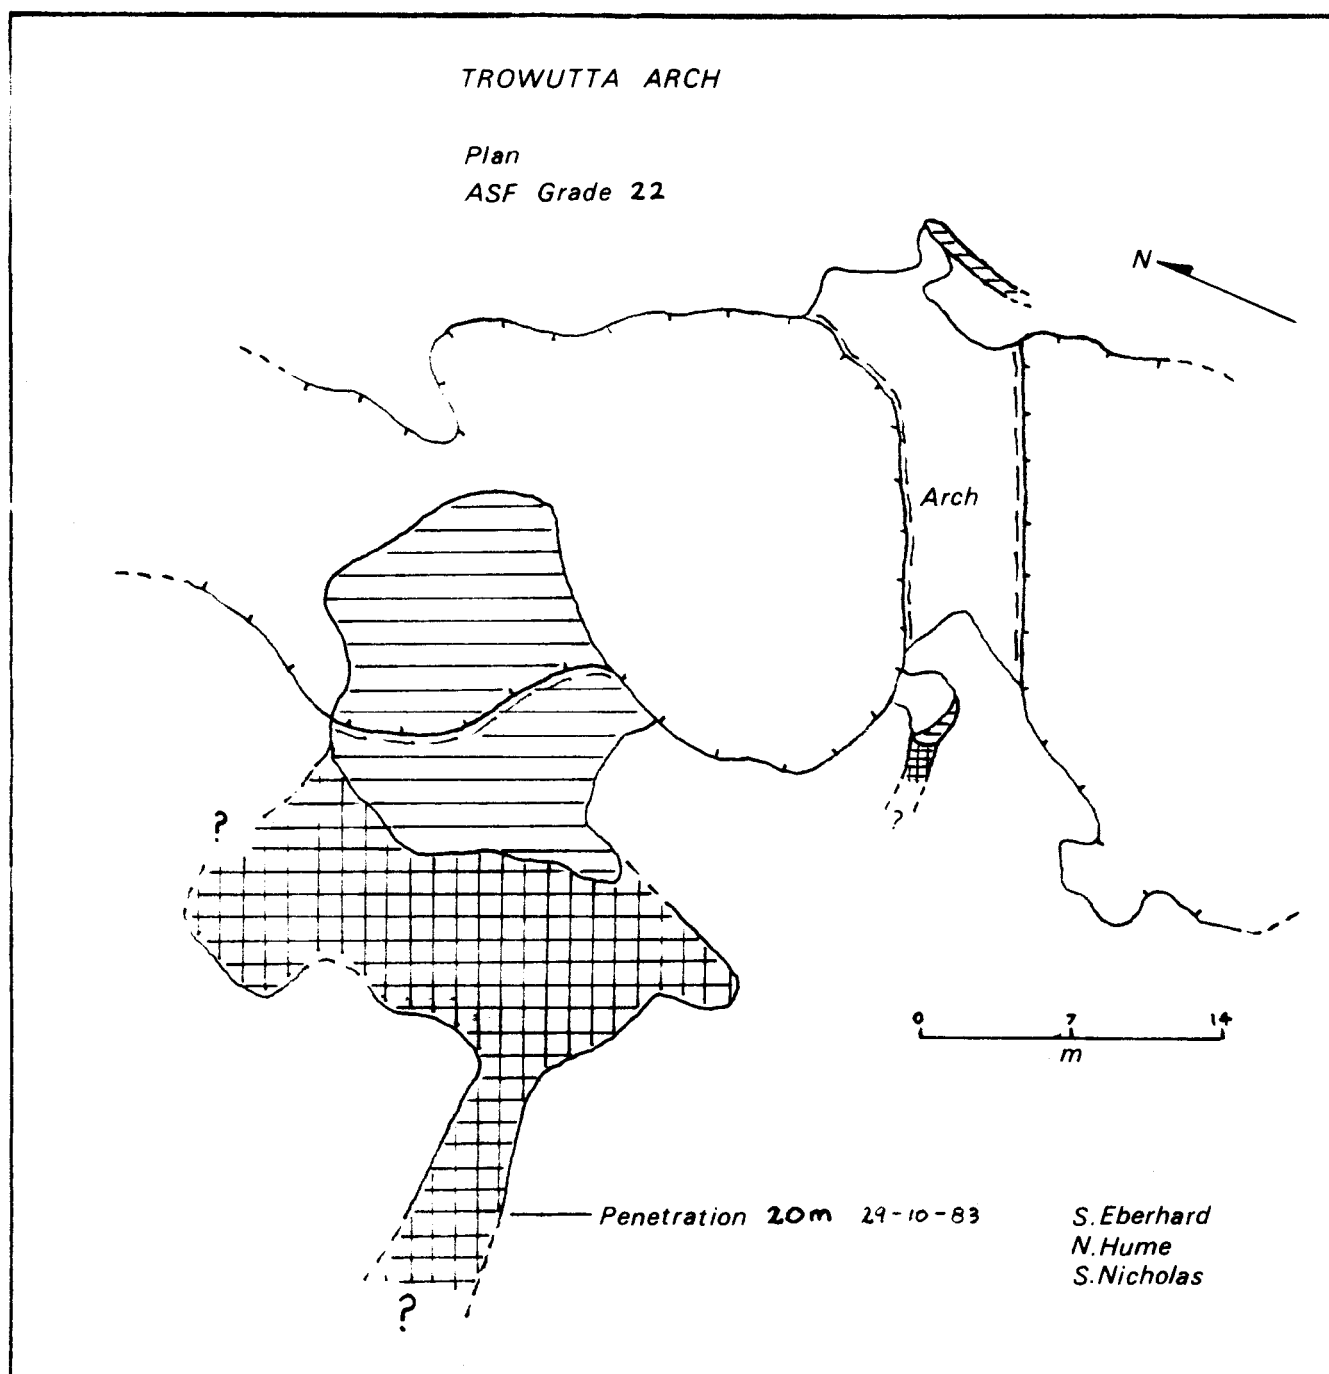 TROWUTTA ARCH
Plan
ASF Grade 22
N
Arch
?
?
0 7 14
m
Penetration 20m 29-10-83
S.Eberhard
N.Hume
S.Nicholas
?